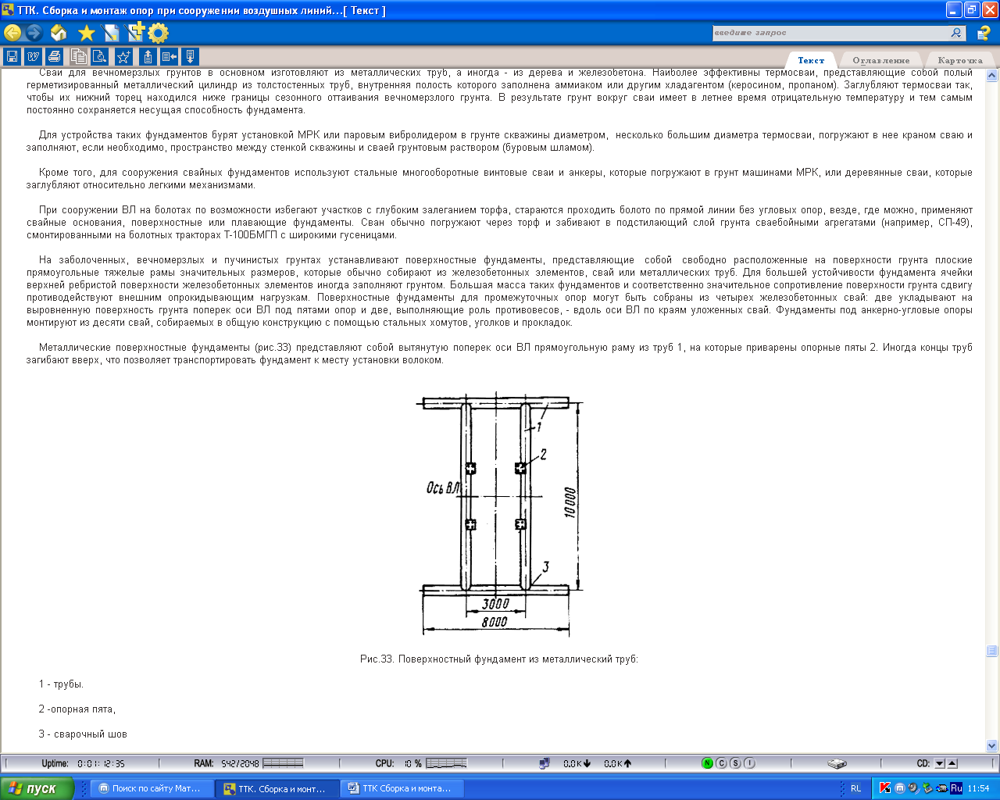 ТТК. Сборка и монтаж опор при сооружении воздушных линий...[ Текст ]
введите запрос
Текст Оглавление Карточка
Сваи для вечномерзлых грунтов в основном изготовляют из металлических труб, а иногда - из дерева и железобетона. Наиболее эффективны термосваи, представляющие собой полый
герметизированный металлический цилиндр из толстостенных труб, внутренняя полость которого заполнена аммиаком или другим хладагентом (керосином, пропаном). Заглубляют термосваи так,
чтобы их нижний торец находился ниже границы сезонного оттаивания вечномерзлого грунта. В результате грунт вокруг сваи имеет в летнее время отрицательную температуру и тем самым
постоянно сохраняется несущая способность фундамента.
Для устройства таких фундаментов бурят установкой МРК или паровым вибролидером в грунте скважины диаметром, несколько большим диаметра термосваи, погружают в нее краном сваю и
заполняют, если необходимо, пространство между стенкой скважины и сваей грунтовым раствором (буровым шламом).
Кроме того, для сооружения свайных фундаментов используют стальные многооборотные винтовые сваи и анкеры, которые погружают в грунт машинами МРК, или деревянные сваи, которые
заглубляют относительно легкими механизмами.
При сооружении ВЛ на болотах по возможности избегают участков с глубоким залеганием торфа, стараются проходить болото по прямой линии без угловых опор, везде, где можно, применяют
свайные основания, поверхностные или плавающие фундаменты. Сван обычно погружают через торф и забивают в подстилающий слой грунта сваебойными агрегатами (например, СП-49),
смонтированными на болотных тракторах Т-100БМГП с широкими гусеницами.
На заболоченных, вечномерзлых и пучинистых грунтах устанавливают поверхностные фундаменты, представляющие собой свободно расположенные на поверхности грунта плоские
прямоугольные тяжелые рамы значительных размеров, которые обычно собирают из железобетонных элементов, свай или металлических труб. Для большей устойчивости фундамента ячейки
верхней ребристой поверхности железобетонных элементов иногда заполняют грунтом. Большая масса таких фундаментов и соответственно значительное сопротивление поверхности грунта сдвигу
противодействуют внешним опрокидывающим нагрузкам. Поверхностные фундаменты для промежуточных опор могут быть собраны из четырех железобетонных свай: две укладывают на
выровненную поверхность грунта поперек оси ВЛ под пятами опор и две, выполняющие роль противовесов, - вдоль оси ВЛ по краям уложенных свай. Фундаменты под анкерно-угловые опоры
монтируют из десяти свай, собираемых в общую конструкцию с помощью стальных хомутов, уголков и прокладок.
Металлические поверхностные фундаменты (рис.33) представляют собой вытянутую поперек оси ВЛ прямоугольную раму из труб 1, на которые приварены опорные пяты 2. Иногда концы труб
загибают вверх, что позволяет транспортировать фундамент к месту установки волоком.
1
2
Ось ВЛ
10000
3
3000
8000
Рис.33. Поверхностный фундамент из металлический труб:
1 - трубы.
2 -опорная пята,
3 - сварочный шов
Uptime: 0:01:12:35 RAM: 542/2048 CPU: 10 % 0.0K 0.0K N C S I CD:
пуск Поиск по сайту Мат... ТТК. Сборка и монт... ТТК Сборка и монта... RL Ru 11:54